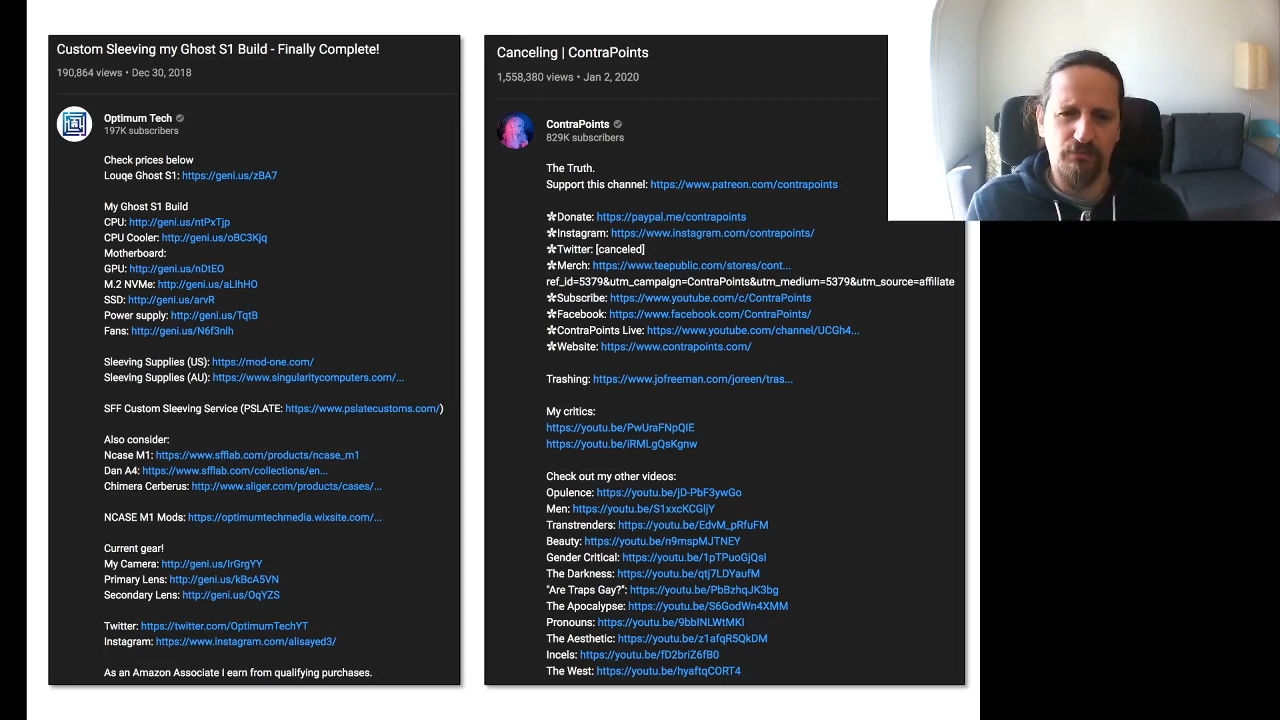 Custom Sleeving my Ghost S1 Build - Finally Complete!
190,864 views • Dec 30, 2018
Optimum Tech
197K subscribers
Check prices below
Louqe Ghost S1: https://geni.us/zBA7
My Ghost S1 Build
CPU: http://geni.us/ntPxTjp
CPU Cooler: http://geni.us/oBC3Kjq
Motherboard:
GPU: http://geni.us/nDtEO
M.2 NVMe: http://geni.us/aLIhHO
SSD: http://geni.us/arvR
Power supply: http://geni.us/TqtB
Fans: http://geni.us/N6f3nlh
Sleeving Supplies (US): https://mod-one.com/
Sleeving Supplies (AU): https://www.singularitycomputers.com/...
SFF Custom Sleeving Service (PSLATE: https://www.pslatecustoms.com/)
Also consider:
Ncase M1: https://www.sfflab.com/products/ncase_m1
Dan A4: https://www.sfflab.com/collections/en...
Chimera Cerberus: http://www.sliger.com/products/cases/...
NCASE M1 Mods: https://optimumtechmedia.wixsite.com/...
Current gear!
My Camera: http://geni.us/IrGrgYY
Primary Lens: http://geni.us/kBcA5VN
Secondary Lens: http://geni.us/OqYZS
Twitter: https://twitter.com/OptimumTechYT
Instagram: https://www.instagram.com/alisayed3/
As an Amazon Associate I earn from qualifying purchases.
Canceling | ContraPoints
1,558,380 views • Jan 2, 2020
ContraPoints
829K subscribers
The Truth.
Support this channel: https://www.patreon.com/contrapoints
✲Donate: https://paypal.me/contrapoints
✲Instagram: https://www.instagram.com/contrapoints/
✲Twitter: [canceled]
✲Merch: https://www.teepublic.com/stores/cont...
ref_id=5379&utm_campaign=ContraPoints&utm_medium=5379&utm_source=affiliate
✲Subscribe: https://www.youtube.com/c/ContraPoints
✲Facebook: https://www.facebook.com/ContraPoints/
✲ContraPoints Live: https://www.youtube.com/channel/UCGh4...
✲Website: https://www.contrapoints.com/
Trashing: https://www.jofreeman.com/joreen/tras...
My critics:
https://youtu.be/PwUraFNpQIE
https://youtu.be/iRMLgQsKgnw
Check out my other videos:
Opulence: https://youtu.be/jD-PbF3ywGo
Men: https://youtu.be/S1xxcKCGljY
Transtrenders: https://youtu.be/EdvM_pRfuFM
Beauty: https://youtu.be/n9mspMJTNEY
Gender Critical: https://youtu.be/1pTPuoGjQsI
The Darkness: https://youtu.be/qtj7LDYaufM
"Are Traps Gay?": https://youtu.be/PbBzhqJK3bg
The Apocalypse: https://youtu.be/S6GodWn4XMM
Pronouns: https://youtu.be/9bbINLWtMKI
The Aesthetic: https://youtu.be/z1afqR5QkDM
Incels: https://youtu.be/fD2briZ6fB0
The West: https://youtu.be/hyaftqCORT4